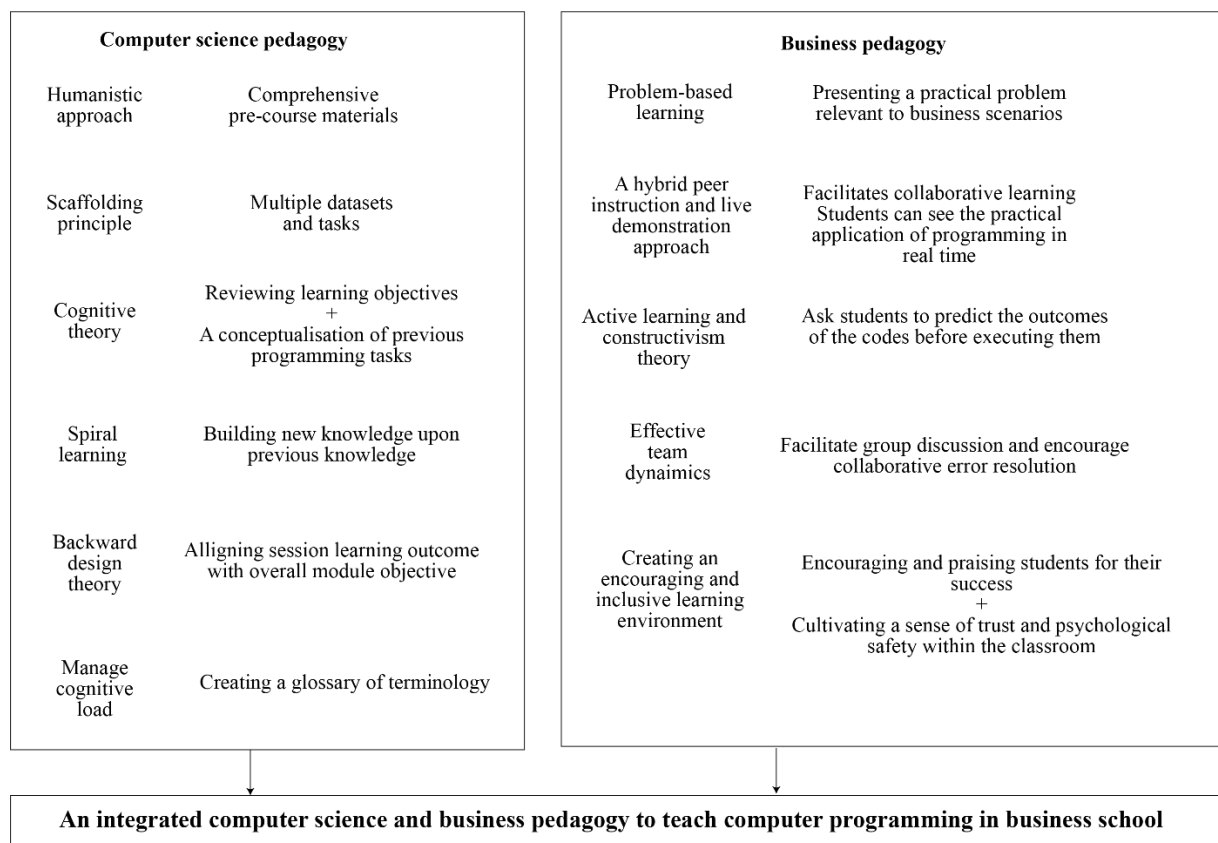 Computer science pedagogy
Humanistic
approach
Comprehensive
pre-course materials
Scaffolding
principle
Multiple datasets
and tasks
Cognitive
theory
Reviewing learning objectives
+
A conceptualisation of previous
programming tasks
Spiral
learning
Building new knowledge upon
previous knowledge
Backward
design theory
Alligning session learning outcome
with overall module objective
Manage
cognitive
load
Creating a glossary of terminology
Business pedagogy
Problem-based
learning
Presenting a practical problem
relevant to business scenarios
A hybrid peer
instruction and live
demonstration
approach
Facilitates collaborative learning
Students can see the practical
application of programming in
real time
Active learning and
constructivism
theory
Ask students to predict the outcomes
of the codes before executing them
Effective
team
dynaimics
Facilitate group discussion and encourage
collaborative error resolution
Creating an
encouraging and
inclusive learning
environment
Encouraging and praising students for their
success
+
Cultivating a sense of trust and psychological
safety within the classroom
An integrated computer science and business pedagogy to teach computer programming in business school